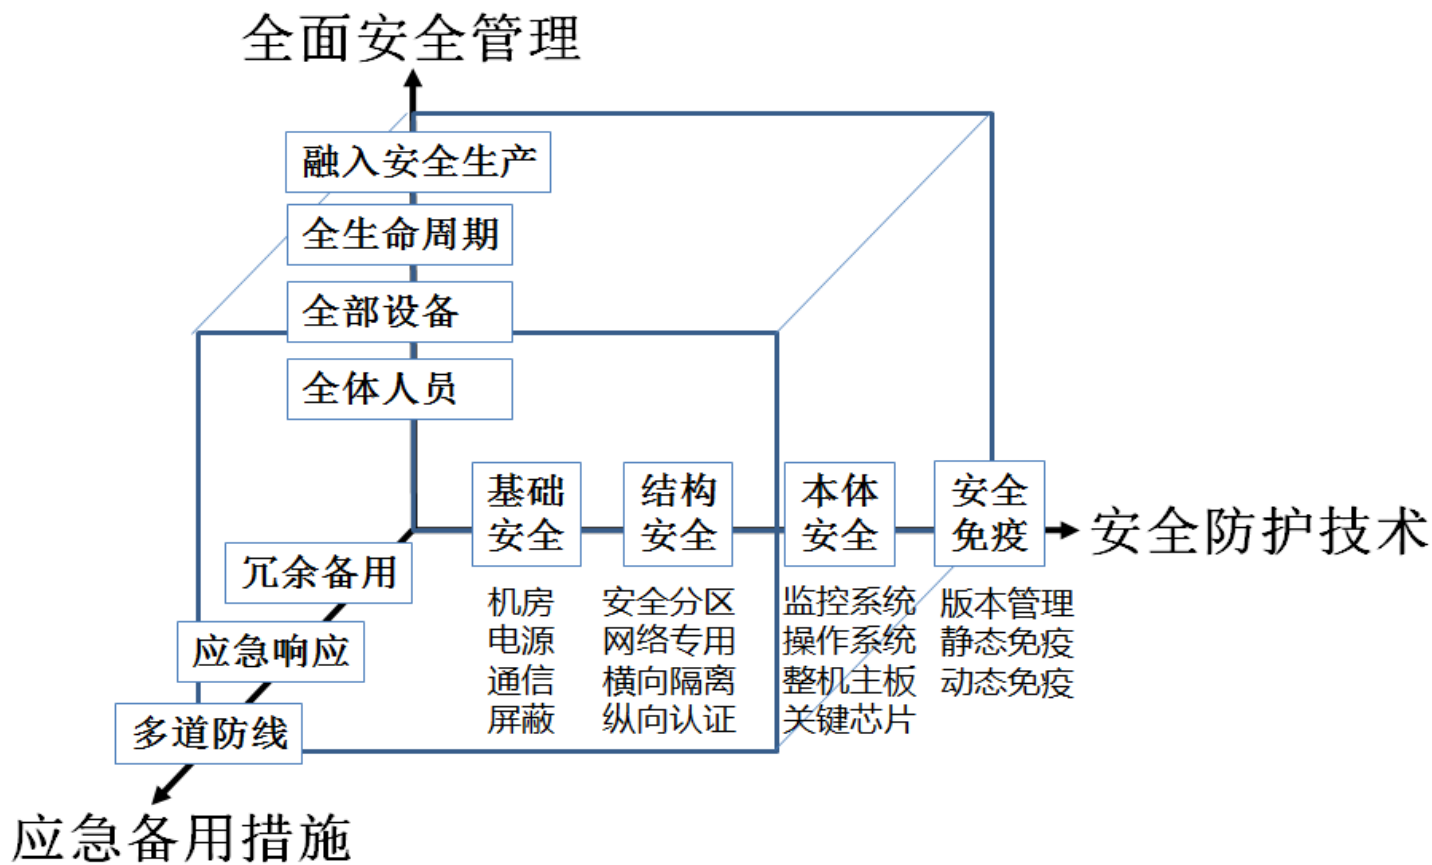 全面安全管理
融入安全生产
全生命周期
全部设备
全体人员
基础
安全
结构
安全
本体
安全
安全
免疫
安全防护技术
机房
电源
通信
屏蔽
安全分区
网络专用
横向隔离
纵向认证
监控系统
操作系统
整机主板
关键芯片
版本管理
静态免疫
动态免疫
冗余备用
应急响应
多道防线
应急备用措施